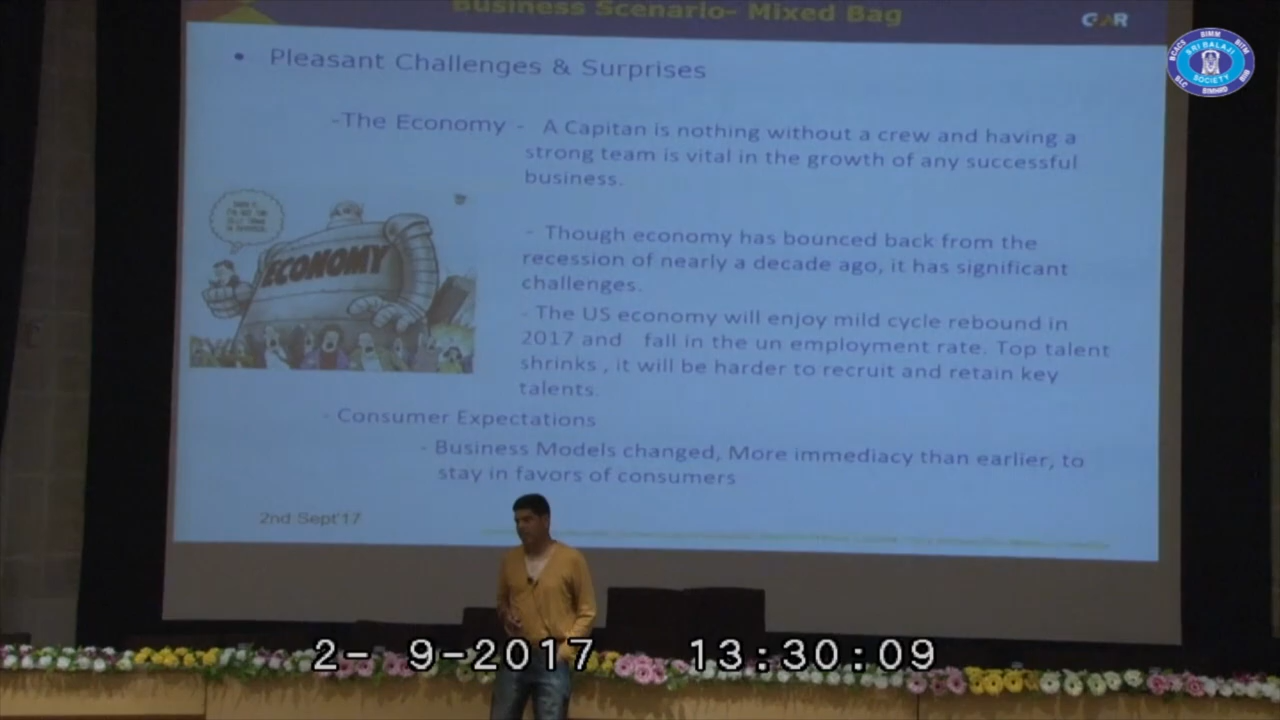 Business Scenario- Mixed Bag
• Pleasant Challenges & Surprises
-The Economy - A Capitan is nothing without a crew and having a
strong team is vital in the growth of any successful
business.
- Though economy has bounced back from the
recession of nearly a decade ago, it has significant
challenges.
- The US economy will enjoy mild cycle rebound in
2017 and fall in the un employment rate. Top talent
shrinks , it will be harder to recruit and retain key
talents.
- Consumer Expectations
- Business Models changed, More immediacy than earlier, to
stay in favors of consumers
ECONOMY
2nd Sept'17
2- 9-2017 13:30:09
SRI BALAJI
SOCIETY
BCACS
BIMM
BITM